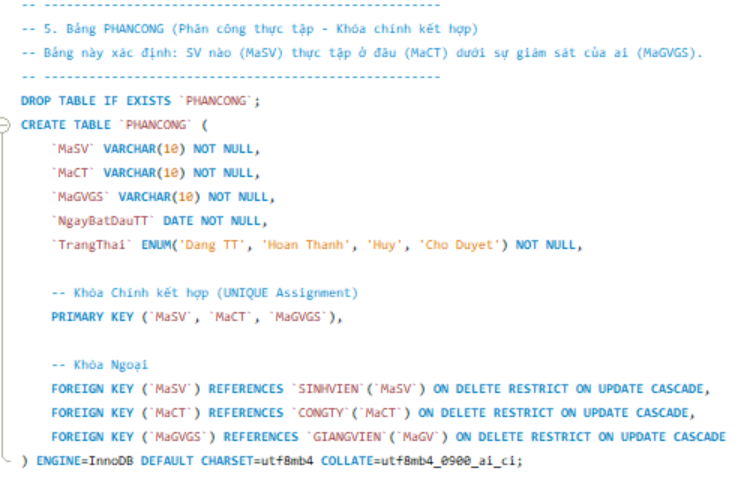 -- -----------------------------------------------------
-- 5. Bảng PHANCONG (Phân công thực tập - Khóa chính kết hợp)
-- Bảng này xác định: SV nào (MaSV) thực tập ở đâu (MaCT) dưới sự giám sát của ai (MaGVGS).
-- -----------------------------------------------------
DROP TABLE IF EXISTS `PHANCONG`;
CREATE TABLE `PHANCONG` (
`MaSV` VARCHAR(10) NOT NULL,
`MaCT` VARCHAR(10) NOT NULL,
`MaGVGS` VARCHAR(10) NOT NULL,
`NgayBatDauTT` DATE NOT NULL,
`TrangThai` ENUM('Dang TT', 'Hoan Thanh', 'Huy', 'Cho Duyet') NOT NULL,
-- Khóa Chính kết hợp (UNIQUE Assignment)
PRIMARY KEY (`MaSV`, `MaCT`, `MaGVGS`),
-- Khóa Ngoại
FOREIGN KEY (`MaSV`) REFERENCES `SINHVIEN`(`MaSV`) ON DELETE RESTRICT ON UPDATE CASCADE,
FOREIGN KEY (`MaCT`) REFERENCES `CONGTY`(`MaCT`) ON DELETE RESTRICT ON UPDATE CASCADE,
FOREIGN KEY (`MaGVGS`) REFERENCES `GIANGVIEN`(`MaGV`) ON DELETE RESTRICT ON UPDATE CASCADE
) ENGINE=InnoDB DEFAULT CHARSET=utf8mb4 COLLATE=utf8mb4_0900_ai_ci;